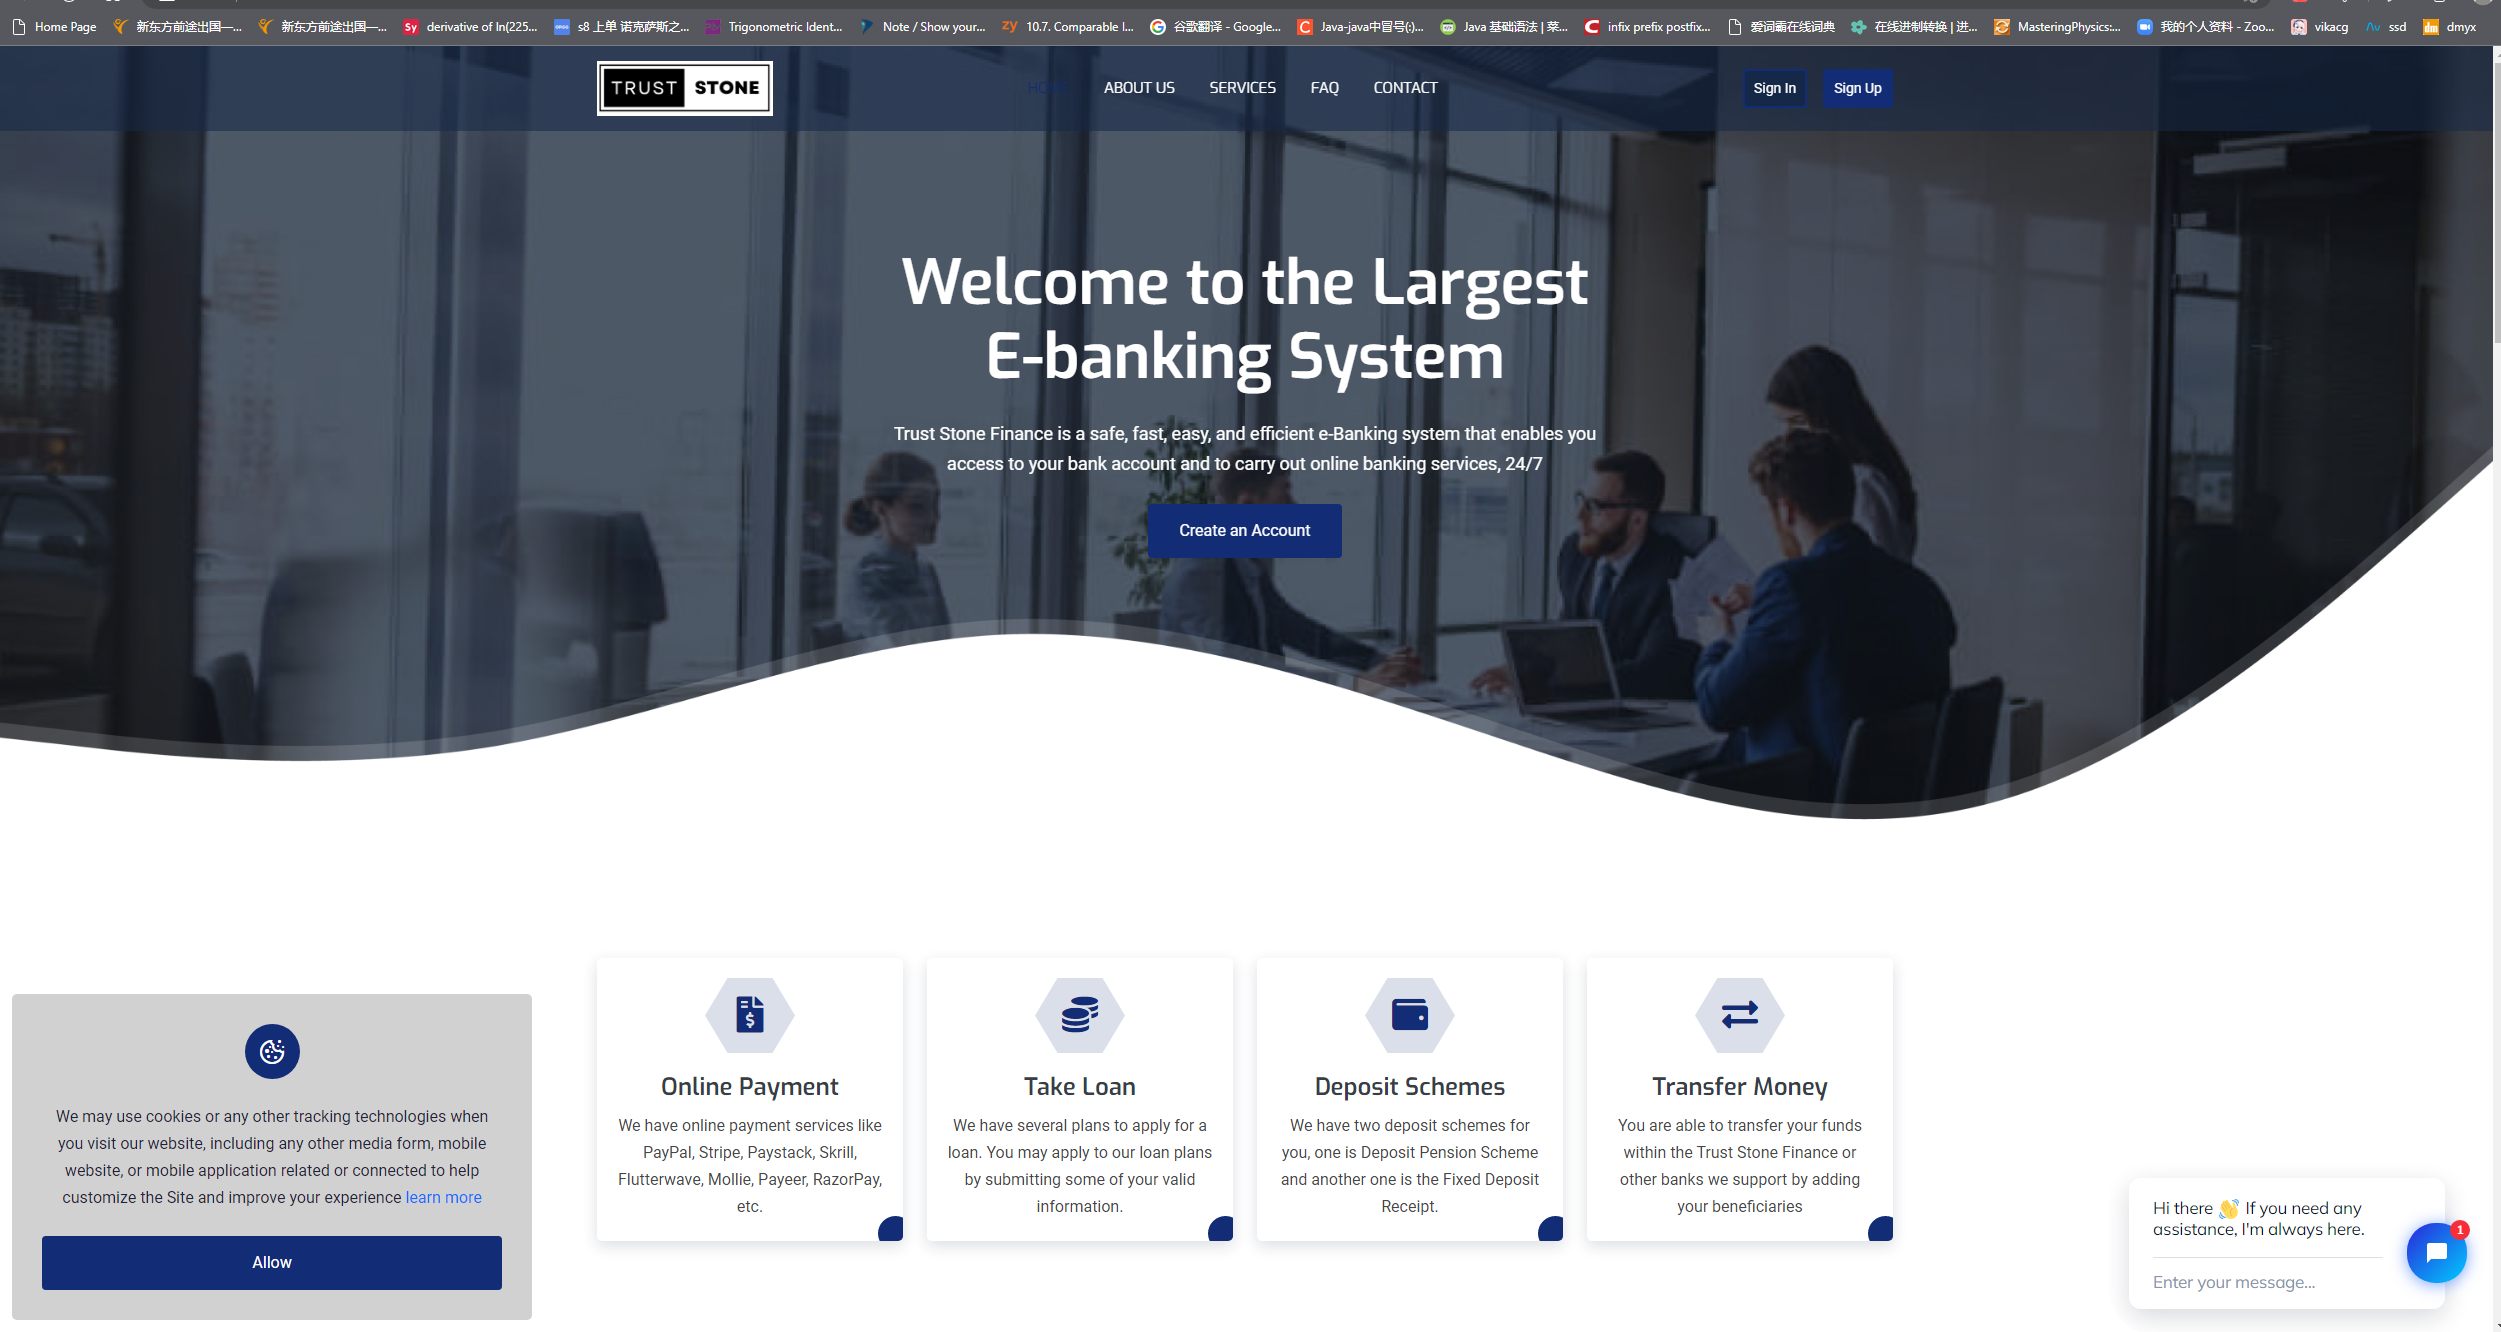 Home Page
新东方前途出国一...
新东方前途出国一...
derivative of ln(225...
s8 上单 诺克萨斯之...
Trigonometric Ident...
Note / Show your...
10.7. Comparable I...
谷歌翻译 - Google...
Java-java中冒号(:)...
Java 基础语法 | 菜...
infix prefix postfix...
爱词霸在线词典
在线进制转换 | 进...
MasteringPhysics:...
我的个人资料 - Zoo...
vikacg
ssd
dmyx
TRUST STONE
HOME
ABOUT US
SERVICES
FAQ
CONTACT
Sign In
Sign Up
Welcome to the Largest
E-banking System
Trust Stone Finance is a safe, fast, easy, and efficient e-Banking system that enables you
access to your bank account and to carry out online banking services, 24/7
Create an Account
Online Payment
We have online payment services like
PayPal, Stripe, Paystack, Skrill,
Flutterwave, Mollie, Payeer, RazorPay,
etc.
Take Loan
We have several plans to apply for a
loan. You may apply to our loan plans
by submitting some of your valid
information.
Deposit Schemes
We have two deposit schemes for
you, one is Deposit Pension Scheme
and another one is the Fixed Deposit
Receipt.
Transfer Money
You are able to transfer your funds
within the Trust Stone Finance or
other banks we support by adding
your beneficiaries
We may use cookies or any other tracking technologies when
you visit our website, including any other media form, mobile
website, or mobile application related or connected to help
customize the Site and improve your experience learn more
Allow
Hi there 👋 If you need any
assistance, I'm always here.
1
Enter your message...